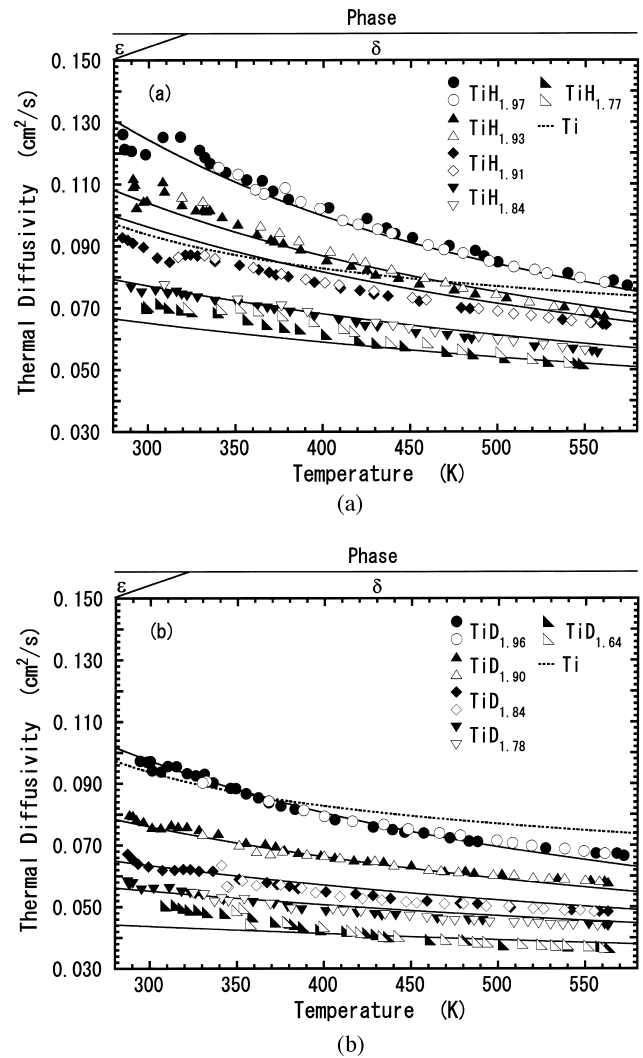 Phase
ε δ
0.150
(a)
● TiH1.97 ◣ TiH1.77
○ ◺
▲ TiH1.93 ┄┄ Ti
△
◆ TiH1.91
◇
▼ TiH1.84
▽
0.130
0.110
0.090
0.070
0.050
0.030
Thermal Diffusivity (cm2/s)
300 350 400 450 500 550
Temperature (K)
(a)
Phase
ε δ
0.150
(b)
● TiD1.96 ◣ TiD1.64
○ ◺
▲ TiD1.90 ┄┄ Ti
△
◆ TiD1.84
◇
▼ TiD1.78
▽
0.130
0.110
0.090
0.070
0.050
0.030
Thermal Diffusivity (cm2/s)
300 350 400 450 500 550
Temperature (K)
(b)